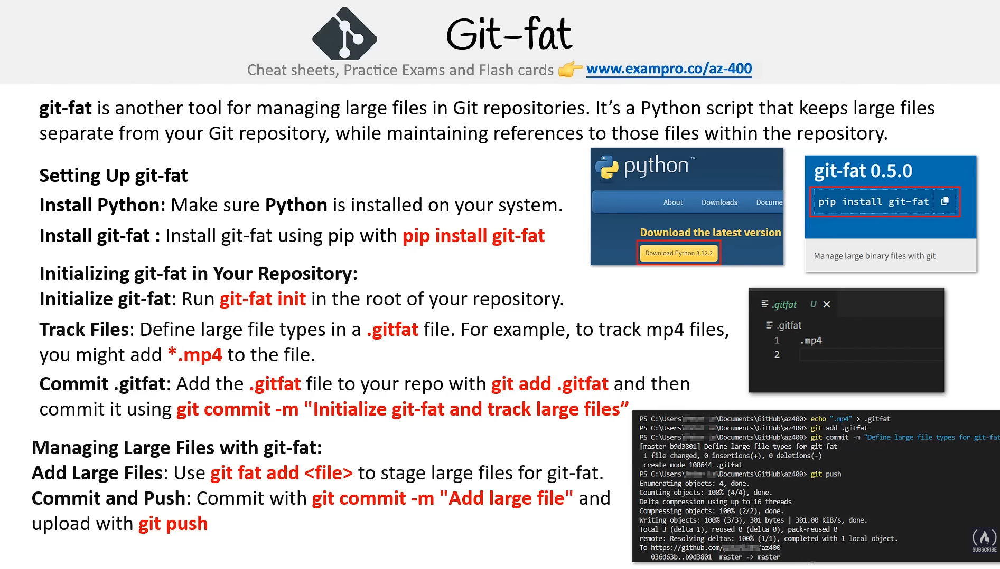 Git-fat
Cheat sheets, Practice Exams and Flash cards 👉 www.exampro.co/az-400
git-fat is another tool for managing large files in Git repositories. It’s a Python script that keeps large files
separate from your Git repository, while maintaining references to those files within the repository.
Setting Up git-fat
Install Python: Make sure Python is installed on your system.
Install git-fat : Install git-fat using pip with pip install git-fat
python™
About Downloads Docume
Download the latest version
Download Python 3.12.2
git-fat 0.5.0
pip install git-fat
Manage large binary files with git
Initializing git-fat in Your Repository:
Initialize git-fat: Run git-fat init in the root of your repository.
Track Files: Define large file types in a .gitfat file. For example, to track mp4 files,
you might add *.mp4 to the file.
Commit .gitfat: Add the .gitfat file to your repo with git add .gitfat and then
commit it using git commit -m "Initialize git-fat and track large files”
.gitfat U ✕
.gitfat
1 .mp4
2
Managing Large Files with git-fat:
Add Large Files: Use git fat add <file> to stage large files for git-fat.
Commit and Push: Commit with git commit -m "Add large file" and
upload with git push
PS C:\Users\ \Documents\GitHub\az400> echo ".mp4" > .gitfat
PS C:\Users\ \Documents\GitHub\az400> git add .gitfat
PS C:\Users\ \Documents\GitHub\az400> git commit -m "Define large file types for git-fat
[master b9d3801] Define large file types for git-fat
1 file changed, 0 insertions(+), 0 deletions(-)
create mode 100644 .gitfat
PS C:\Users\ \Documents\GitHub\az400> git push
Enumerating objects: 4, done.
Counting objects: 100% (4/4), done.
Delta compression using up to 16 threads
Compressing objects: 100% (2/2), done.
Writing objects: 100% (3/3), 301 bytes | 301.00 KiB/s, done.
Total 3 (delta 1), reused 0 (delta 0), pack-reused 0
remote: Resolving deltas: 100% (1/1), completed with 1 local object.
To https://github.com/ /az400
036d63b..b9d3801 master -> master
SUBSCRIBE